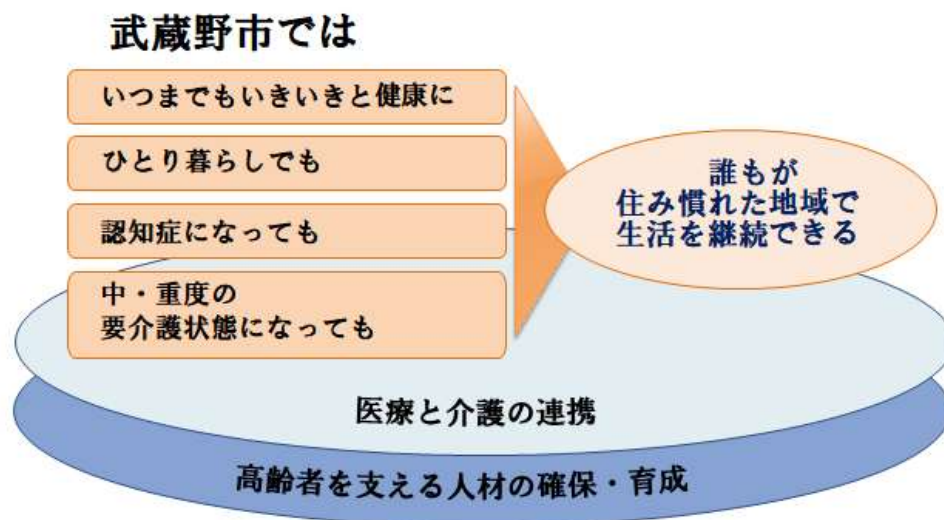 武蔵野市では
いつまでもいきいきと健康に
ひとり暮らしでも
認知症になっても
中・重度の
要介護状態になっても
誰もが
住み慣れた地域で
生活を継続できる
医療と介護の連携
高齢者を支える人材の確保・育成